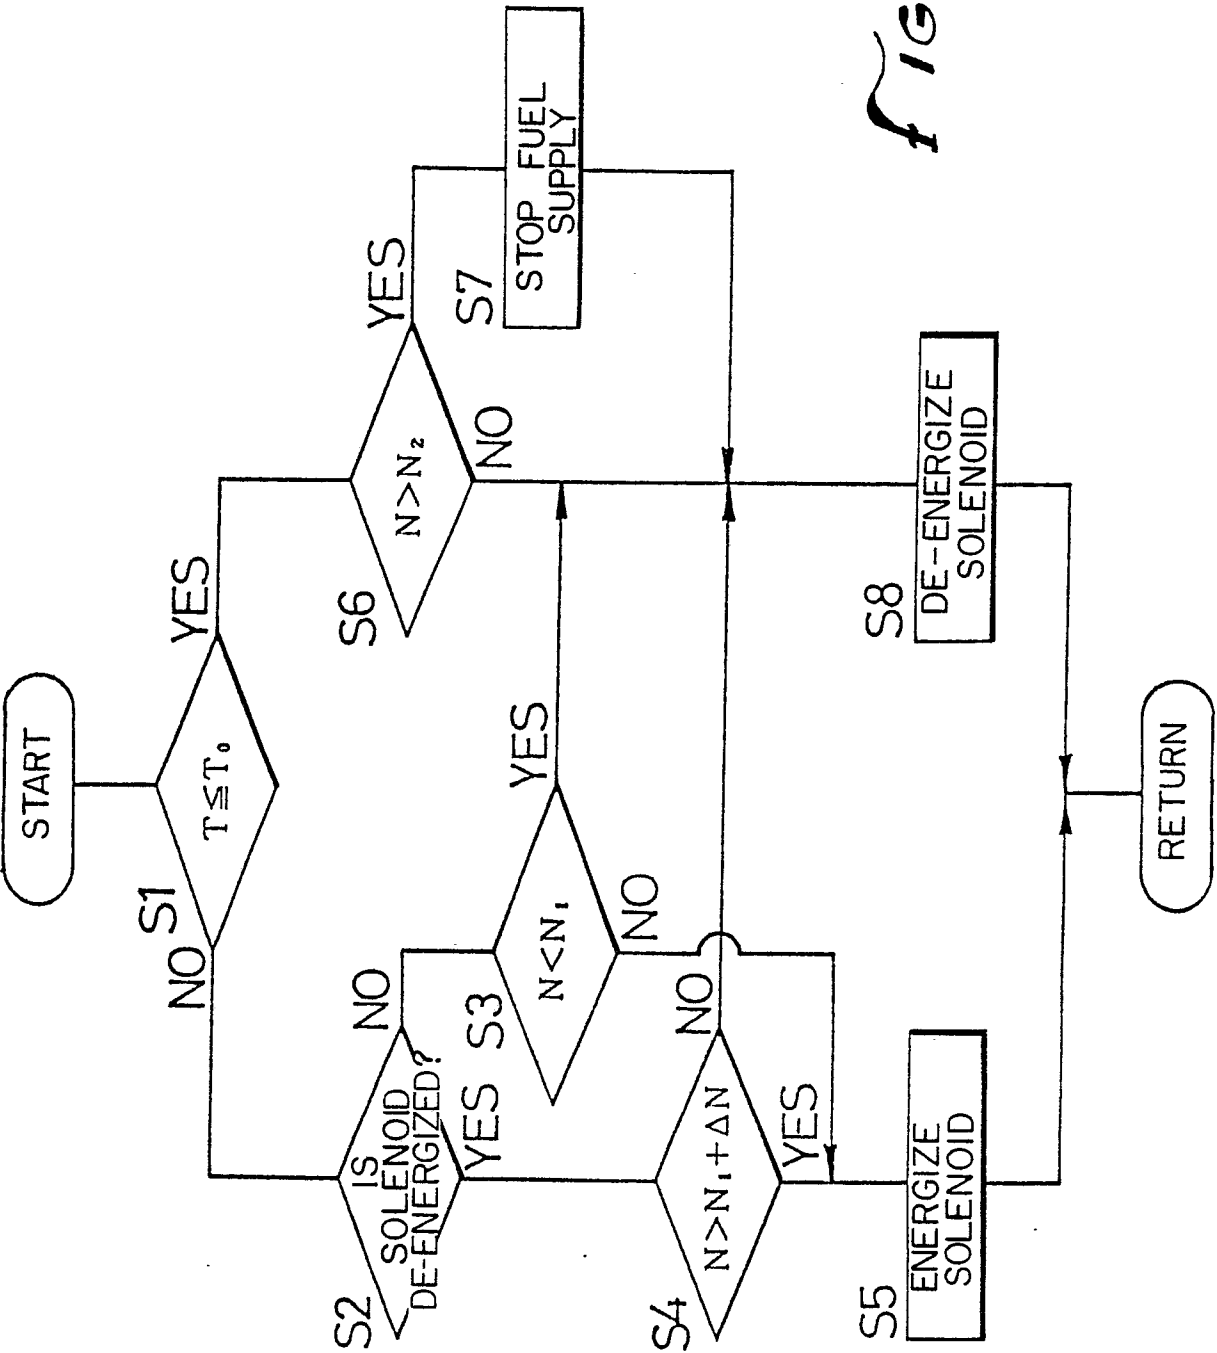 START
S1
T≦T₀
NO
YES
S2
IS
SOLENOID
DE-ENERGIZED?
NO
YES
S6
N>N₂
YES
NO
S3
N<N₁
YES
NO
S7
STOP FUEL
SUPPLY
S4
N>N₁+ΔN
NO
YES
S5
ENERGIZE
SOLENOID
S8
DE-ENERGIZE
SOLENOID
RETURN
FIG